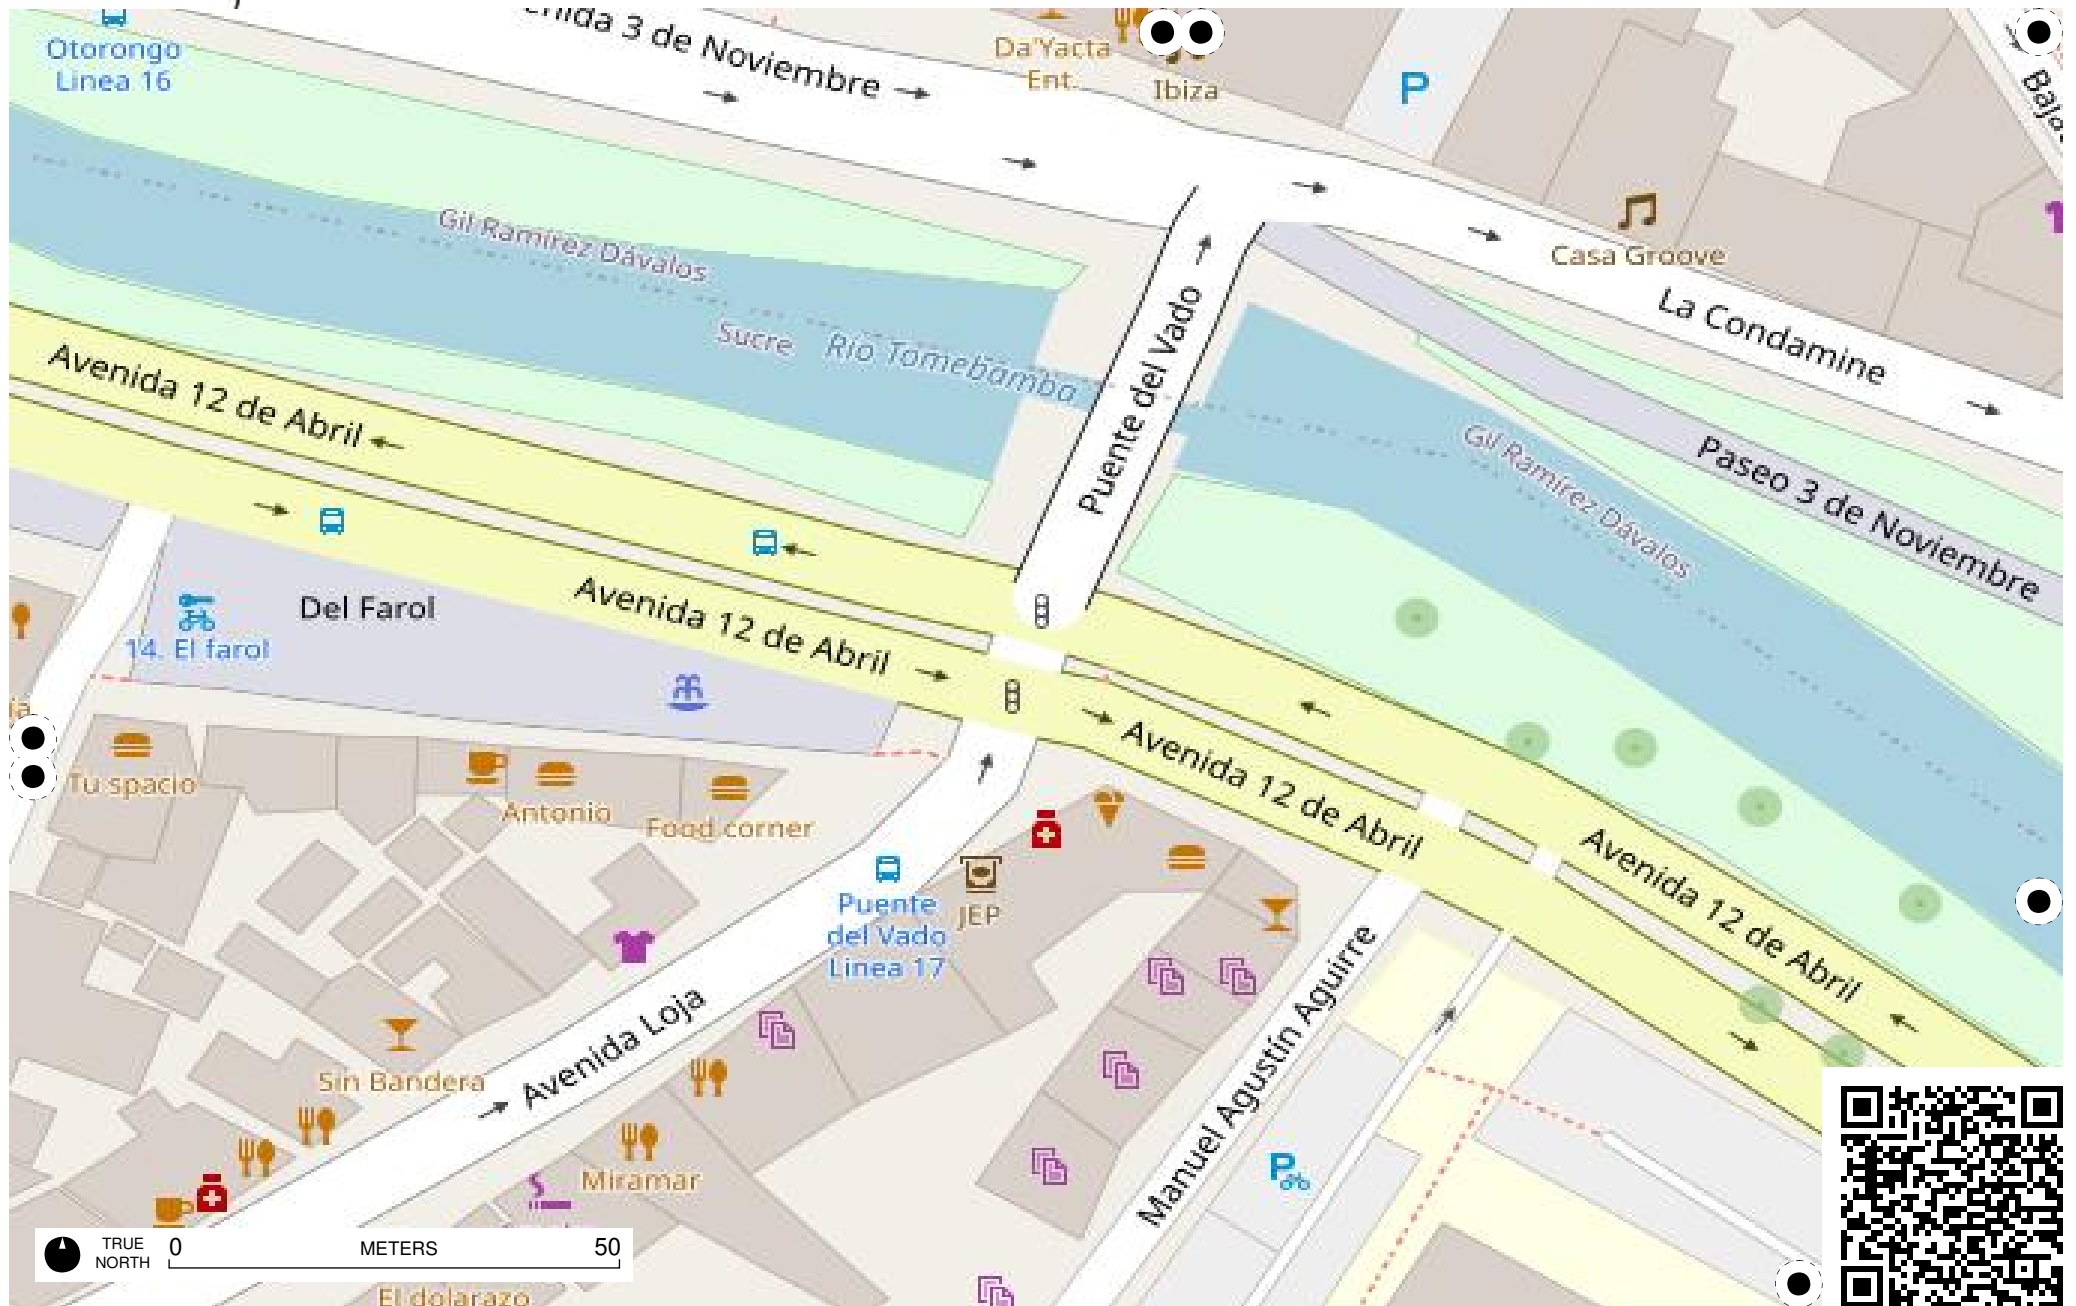 Otorongo
Linea 16
enida 3 de Noviembre
Da'Yacta
Ent.
Ibiza
P
Casa Groove
La Condamine
Gil Ramírez Dávalos
Sucre
Río Tomebamba
Puente del Vado
Gil Ramírez Dávalos
Paseo 3 de Noviembre
Avenida 12 de Abril
Del Farol
14. El farol
Avenida 12 de Abril
Avenida 12 de Abril
Avenida 12 de Abril
Tu spacio
Antonio
Food corner
Puente
del Vado
Linea 17
JEP
Avenida Loja
Sin Bandera
Miramar
Manuel Agustín Aguirre
P
El dolarazo
TRUE
NORTH
0
METERS
50